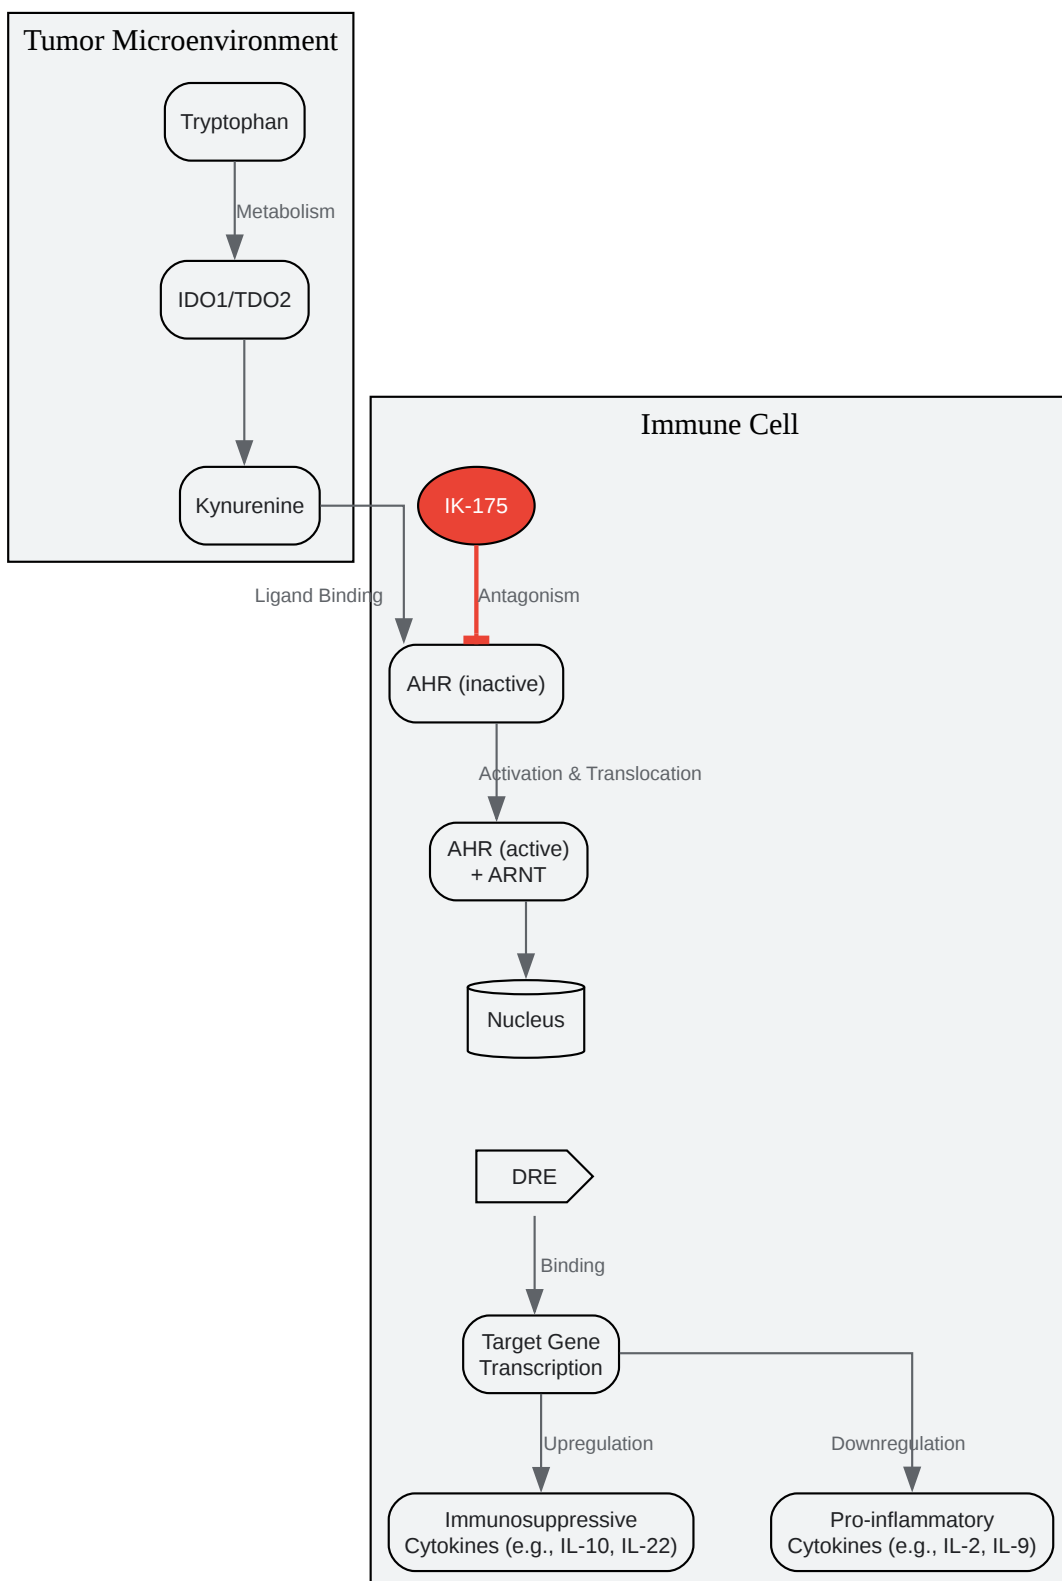 Tumor Microenvironment
Tryptophan
Metabolism
IDO1/TDO2
Kynurenine
Immune Cell
IK-175
Ligand Binding
Antagonism
AHR (inactive)
Activation & Translocation
AHR (active)
+ ARNT
Nucleus
DRE
Binding
Target Gene
Transcription
Upregulation
Downregulation
Immunosuppressive
Cytokines (e.g., IL-10, IL-22)
Pro-inflammatory
Cytokines (e.g., IL-2, IL-9)